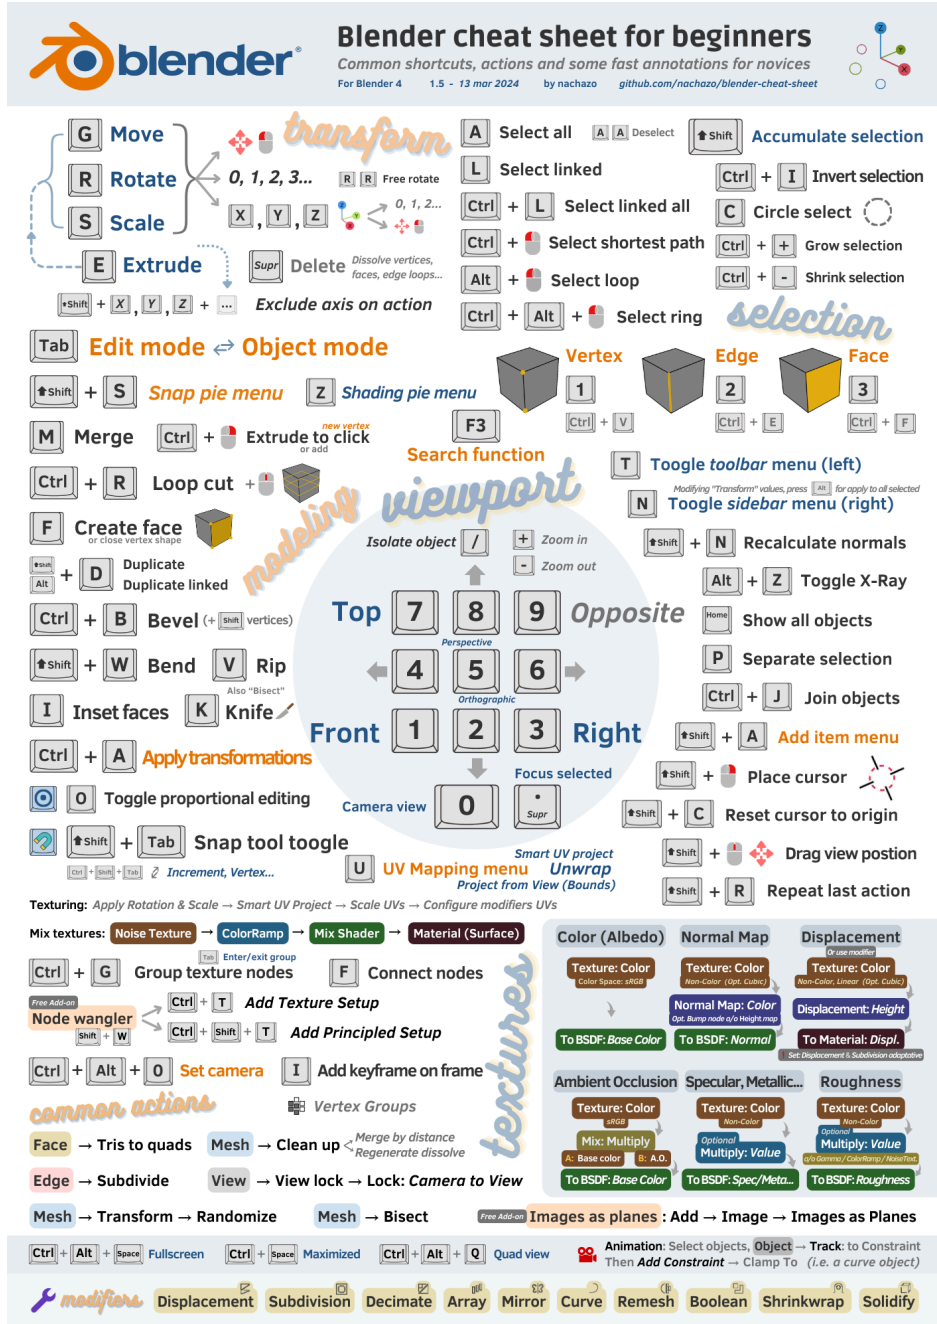 blender®
Blender cheat sheet for beginners
Common shortcuts, actions and some fast annotations for novices
For Blender 4 1.5 - 13 mar 2024 by nachazo github.com/nachazo/blender-cheat-sheet
Z
Y
X
transform
G Move
R Rotate
S Scale
0, 1, 2, 3...
R R Free rotate
X , Y , Z
0, 1, 2...
E Extrude
Supr Delete Dissolve vertices,
faces, edge loops...
Shift + X , Y , Z + ... Exclude axis on action
A Select all A A Deselect
L Select linked
Ctrl + L Select linked all
Ctrl + Select shortest path
Alt + Select loop
Ctrl + Alt + Select ring
Shift Accumulate selection
Ctrl + I Invert selection
C Circle select
Ctrl + + Grow selection
Ctrl + - Shrink selection
selection
Tab Edit mode ⇄ Object mode
Shift + S Snap pie menu
Z Shading pie menu
Vertex
1
Ctrl + V
Edge
2
Ctrl + E
Face
3
Ctrl + F
M Merge
Ctrl + Extrude to click
new vertex
or add
F3
Search function
Ctrl + R Loop cut +
F Create face
or close vertex shape
modeling
Shift
Alt
+ D Duplicate
Duplicate linked
Ctrl + B Bevel (+ Shift vertices)
Shift + W Bend
V Rip
I Inset faces
K Knife
Also "Bisect"
Ctrl + A Apply transformations
O Toggle proportional editing
Shift + Tab Snap tool toogle
Ctrl + Shift + Tab Increment, Vertex...
viewport
Isolate object /
+ Zoom in
- Zoom out
Top 7 8 9 Opposite
Perspective
4 5 6
Orthographic
Front 1 2 3 Right
Camera view 0
Focus selected
. Supr
T Toogle toolbar menu (left)
Modifying "Transform" values, press Alt for apply to all selected
N Toogle sidebar menu (right)
Shift + N Recalculate normals
Alt + Z Toggle X-Ray
Home Show all objects
P Separate selection
Ctrl + J Join objects
Shift + A Add item menu
Shift + Place cursor
Shift + C Reset cursor to origin
Shift + Drag view postion
Shift + R Repeat last action
U UV Mapping menu
Smart UV project
Unwrap
Project from View (Bounds)
Texturing: Apply Rotation & Scale → Smart UV Project → Scale UVs → Configure modifiers UVs
Mix textures: Noise Texture → ColorRamp → Mix Shader → Material (Surface)
Tab Enter/exit group
Ctrl + G Group texture nodes
F Connect nodes
Free Add-on
Node wangler
Shift + W
Ctrl + T Add Texture Setup
Ctrl + Shift + T Add Principled Setup
Ctrl + Alt + 0 Set camera
I Add keyframe on frame
textures
Color (Albedo)
Texture: Color
Color Space: sRGB
To BSDF: Base Color
Normal Map
Texture: Color
Non-Color (Opt. Cubic)
Normal Map: Color
Opt. Bump node a/o Height map
To BSDF: Normal
Displacement
Or use modifier
Texture: Color
Non-Color, Linear (Opt. Cubic)
Displacement: Height
To Material: Displ.
! Set: Displacement & Subdivision adaptative
Ambient Occlusion
Texture: Color
sRGB
Mix: Multiply
A: Base color B: A.O.
To BSDF: Base Color
Specular, Metallic...
Texture: Color
Non-Color
Optional
Multiply: Value
To BSDF: Spec/Meta...
Roughness
Texture: Color
Non-Color
Optional
Multiply: Value
a/o Gamma / ColorRamp / NoiseText.
To BSDF: Roughness
common actions
Vertex Groups
Face → Tris to quads
Mesh → Clean up
Merge by distance
Regenerate dissolve
Edge → Subdivide
View → View lock → Lock: Camera to View
Mesh → Transform → Randomize
Mesh → Bisect
Free Add-on Images as planes : Add → Image → Images as Planes
Ctrl + Alt + Space Fullscreen
Ctrl + Space Maximized
Ctrl + Alt + Q Quad view
Animation: Select objects, Object → Track: to Constraint
Then Add Constraint → Clamp To (i.e. a curve object)
modifiers
Displacement Subdivision Decimate Array Mirror Curve Remesh Boolean Shrinkwrap Solidify